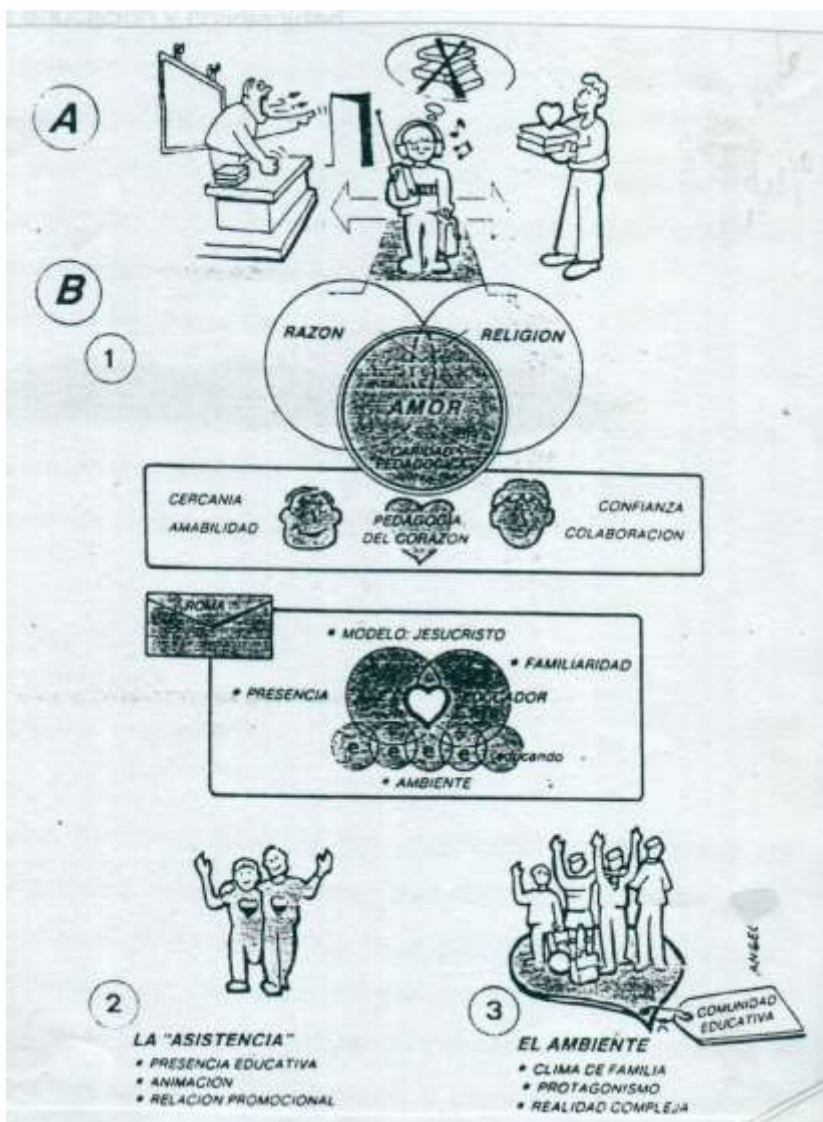 A
B
1
RAZON
RELIGION
AMOR
CARIDAD
PEDAGOGICA
CERCANIA
AMABILIDAD
PEDAGOGIA
DEL CORAZON
CONFIANZA
COLABORACION
ROMA
* MODELO: JESUCRISTO
* FAMILIARIDAD
* PRESENCIA
EDUCADOR
e e e e
educando
* AMBIENTE
2
LA "ASISTENCIA"
* PRESENCIA EDUCATIVA
* ANIMACION
* RELACION PROMOCIONAL
3
ANGEL
COMUNIDAD
EDUCATIVA
EL AMBIENTE
* CLIMA DE FAMILIA
* PROTAGONISMO
* REALIDAD COMPLEJA